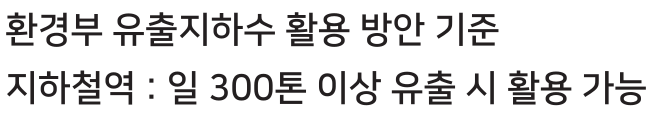 환경부 유출지하수 활용 방안 기준
지하철역 : 일 300톤 이상 유출 시 활용 가능